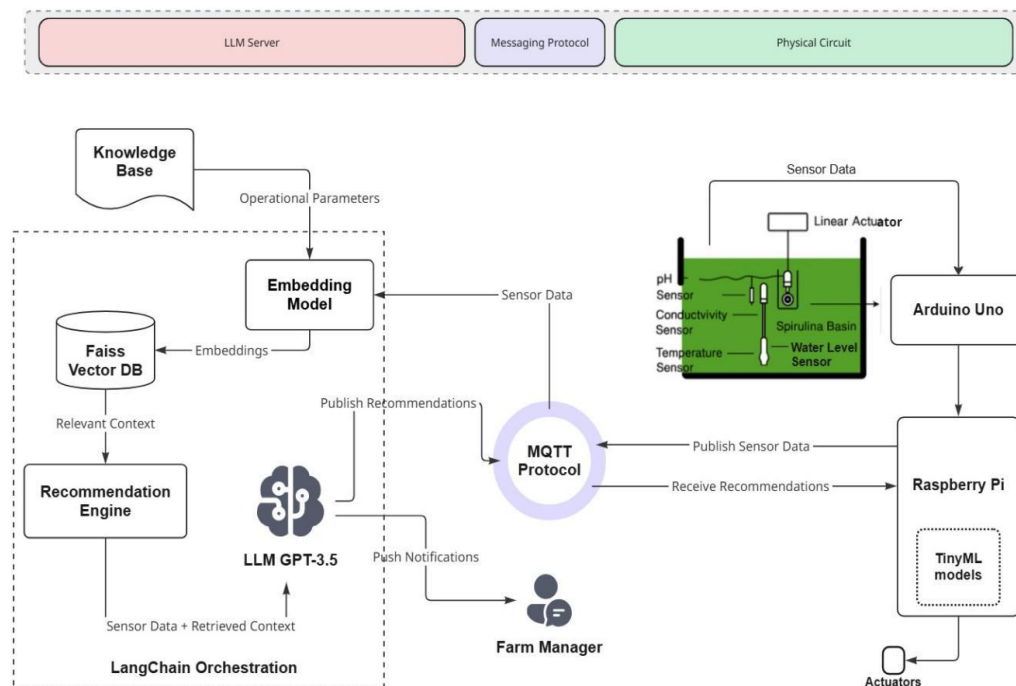 LLM Server
Messaging Protocol
Physical Circuit
Knowledge
Base
Operational Parameters
Sensor Data
Linear Actuator
Embedding
Model
Sensor Data
pH
Sensor
Conductvivity
Sensor
Spirulina Basin
Temperature
Sensor
Water Level
Sensor
Arduino Uno
Faiss
Vector DB
Embeddings
Publish Recommendations
Relevant Context
MQTT
Protocol
Publish Sensor Data
Receive Recommendations
Raspberry Pi
Recommendation
Engine
LLM GPT-3.5
Push Notifications
TinyML
models
Sensor Data + Retrieved Context
Farm Manager
LangChain Orchestration
Actuators